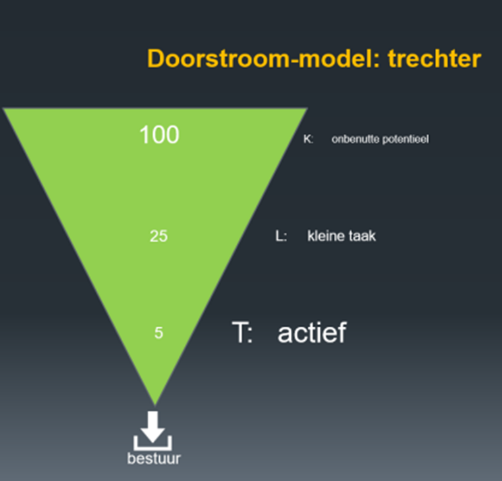 Doorstroom-model: trechter
100 K: onbenutte potentieel
25 L: kleine taak
5 T: actief
bestuur